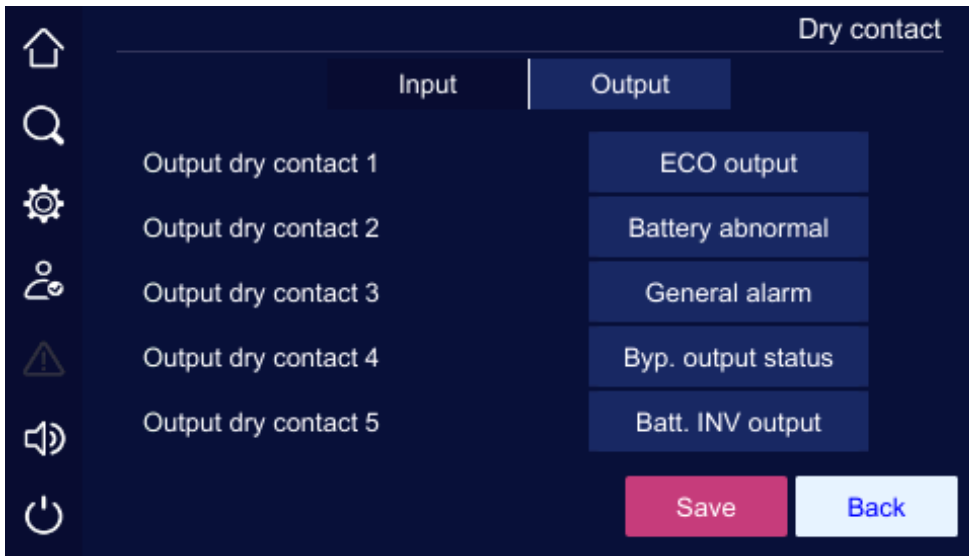 Dry contact
Input Output
Output dry contact 1 ECO output
Output dry contact 2 Battery abnormal
Output dry contact 3 General alarm
Output dry contact 4 Byp. output status
Output dry contact 5 Batt. INV output
Save Back